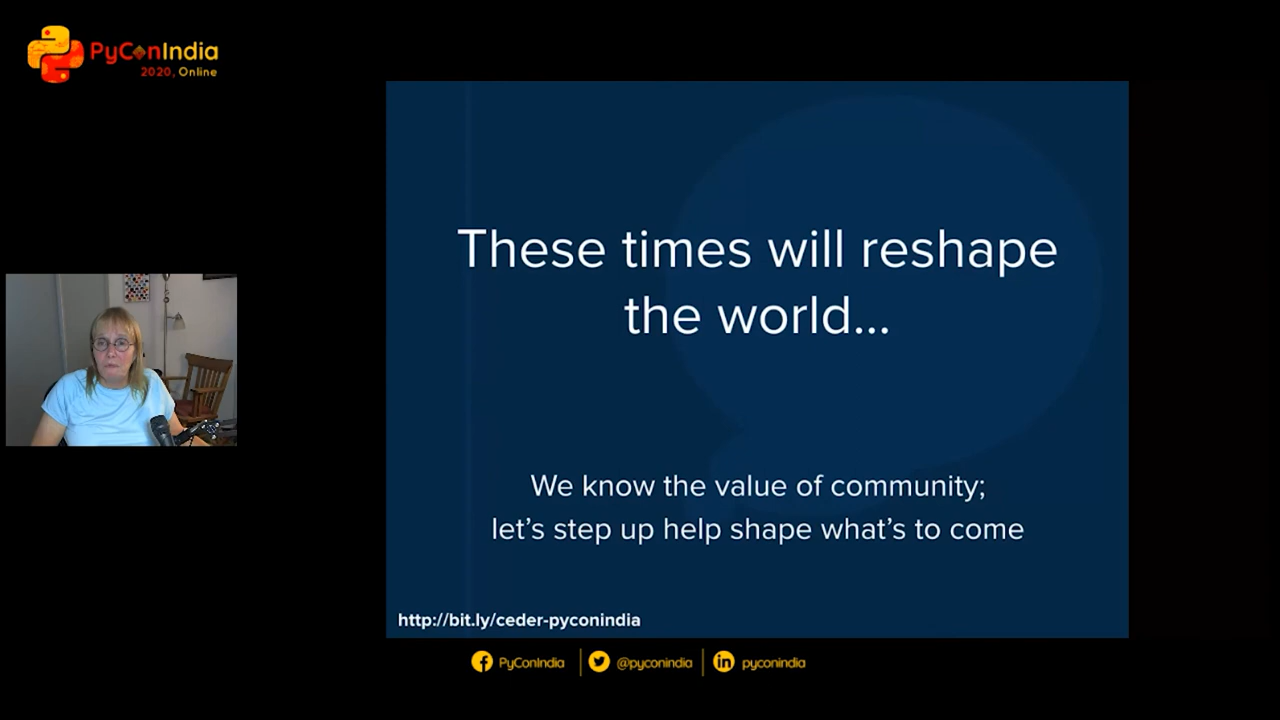 PyConIndia
2020, Online
These times will reshape
the world...
We know the value of community;
let's step up help shape what's to come
http://bit.ly/ceder-pyconindia
PyConIndia
@pyconindia
pyconindia